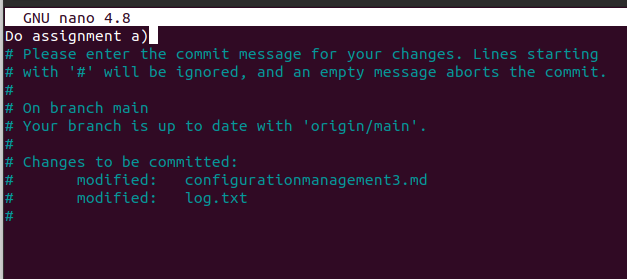 GNU nano 4.8
Do assignment a)
# Please enter the commit message for your changes. Lines starting
# with '#' will be ignored, and an empty message aborts the commit.
#
# On branch main
# Your branch is up to date with 'origin/main'.
#
# Changes to be committed:
#       modified:   configurationmanagement3.md
#       modified:   log.txt
#